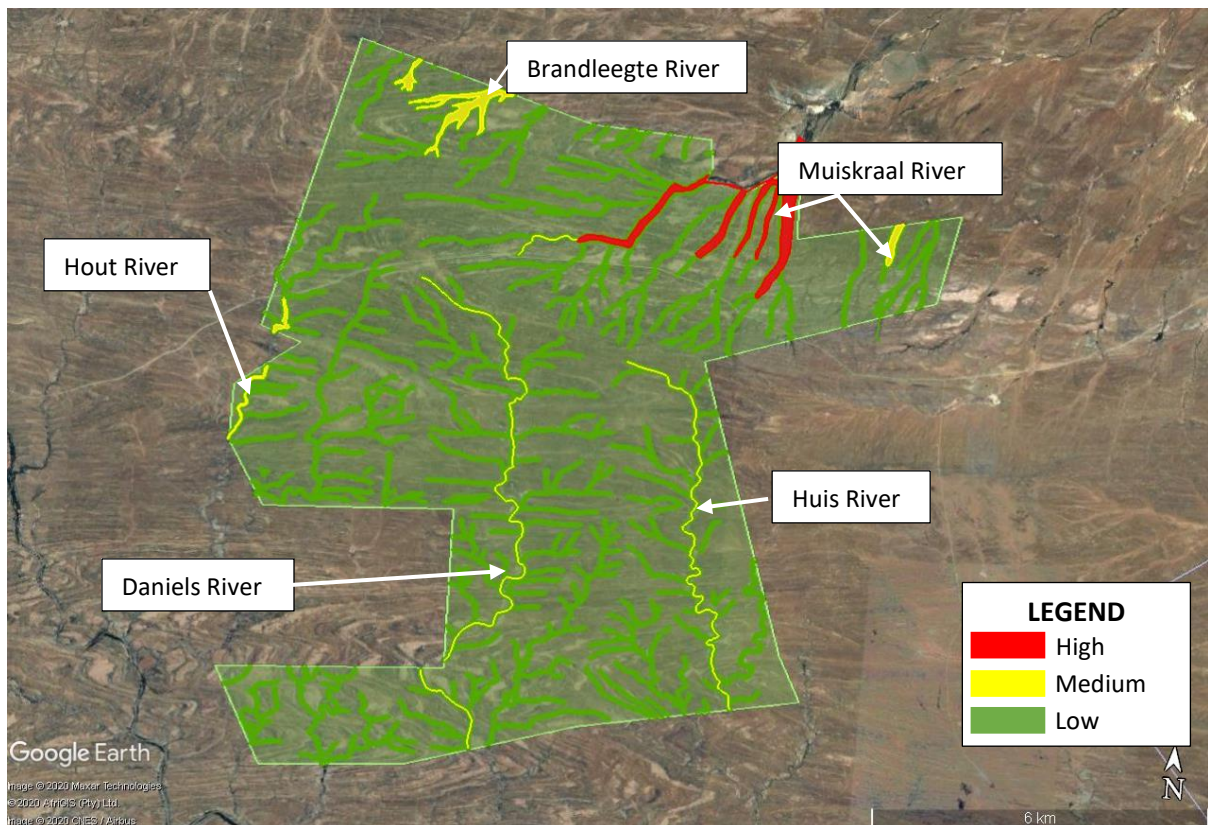 Brandleegte River
Muiskraal River
Hout River
Huis River
Daniels River
LEGEND
High
Medium
Low
Google Earth
Image © 2020 Maxar Technologies
© 2020 AfriGIS (Pty) Ltd.
Image © 2020 CNES / Airbus
N
6 km